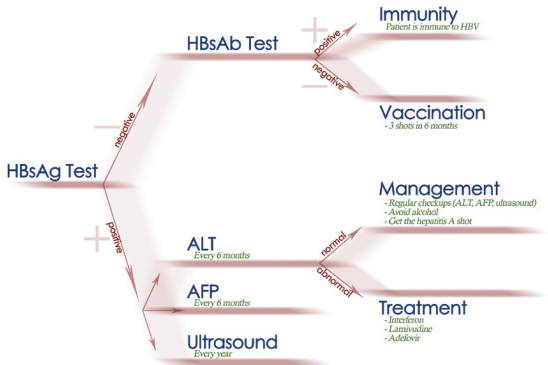 Immunity
Patient is immune to HBV
HBsAb Test
positive
negative
Vaccination
- 3 shots in 6 months
negative
HBsAg Test
positive
Management
- Regular checkups (ALT, AFP, ultrasound)
- Avoid alcohol
- Get the hepatitis A shot
ALT
Every 6 months
normal
abnormal
AFP
Every 6 months
Treatment
- Interferon
- Lamivudine
- Adefovir
Ultrasound
Every year